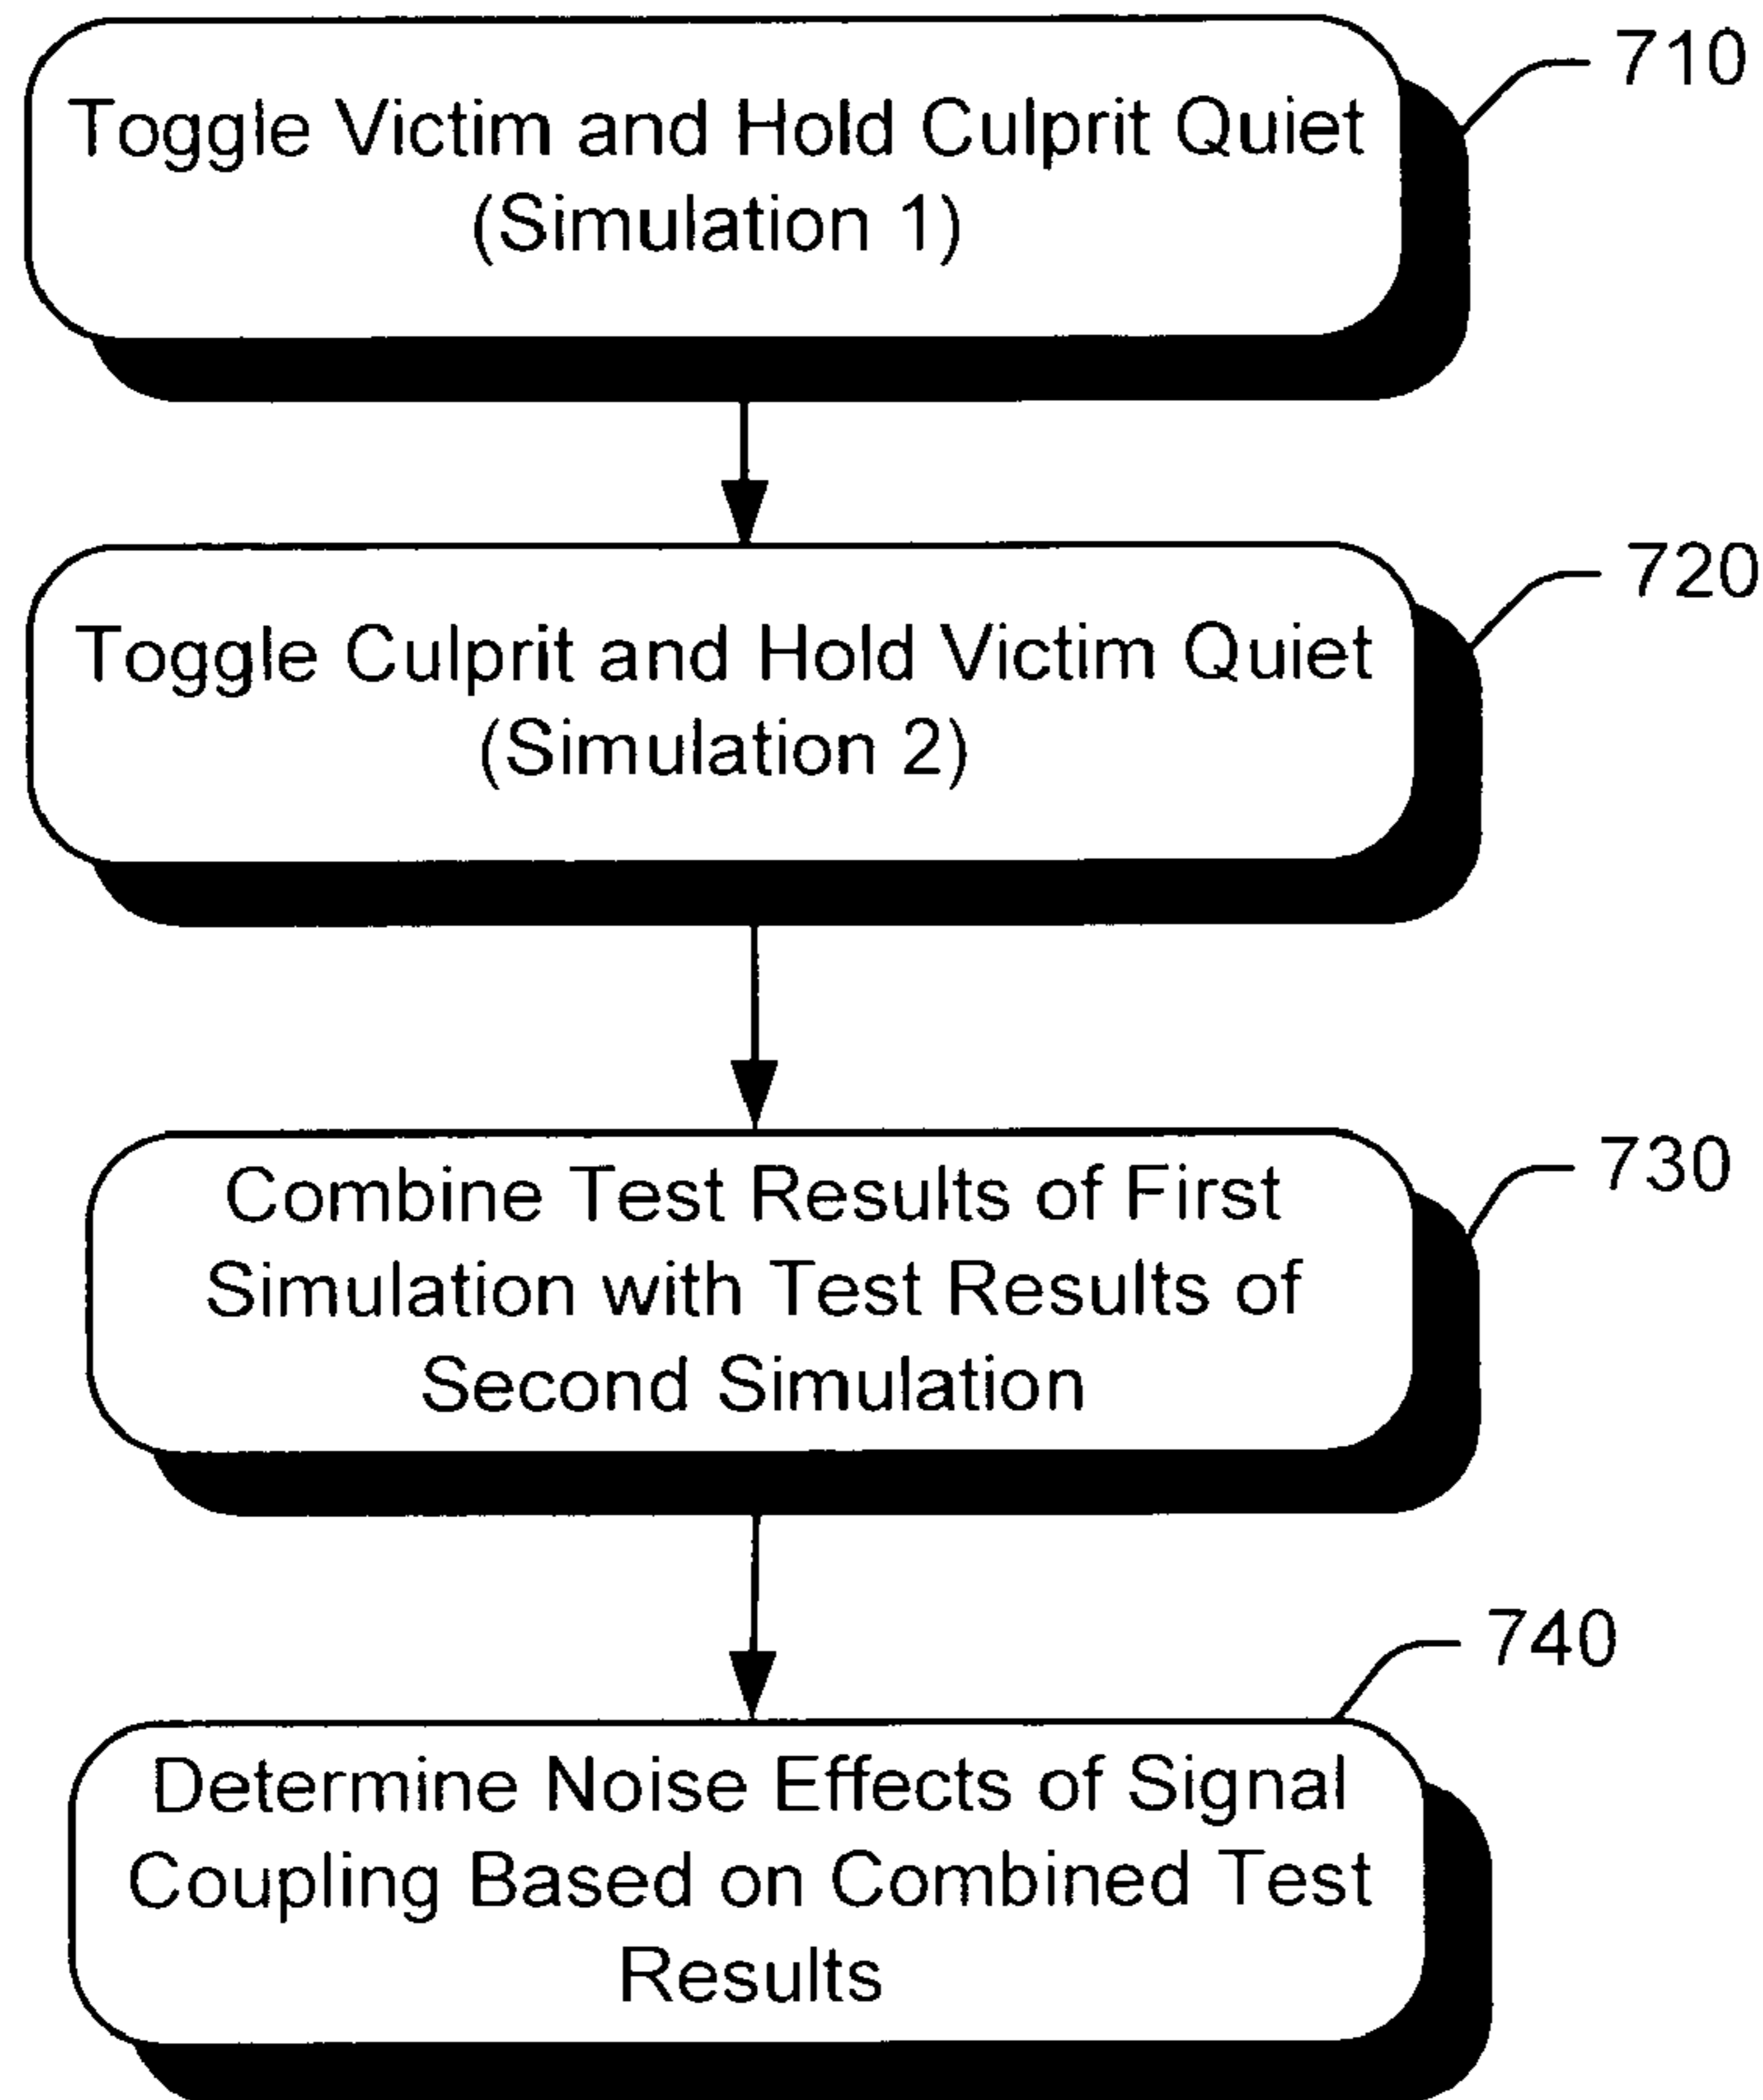 710
Toggle Victim and Hold Culprit Quiet
(Simulation 1)
720
Toggle Culprit and Hold Victim Quiet
(Simulation 2)
730
Combine Test Results of First
Simulation with Test Results of
Second Simulation
740
Determine Noise Effects of Signal
Coupling Based on Combined Test
Results